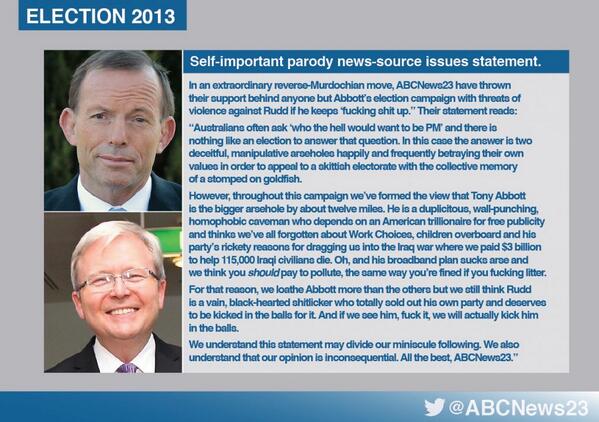 ELECTION 2013
Self-important parody news-source issues statement.
In an extraordinary reverse-Murdochian move, ABCNews23 have thrown
their support behind anyone but Abbott's election campaign with threats of
violence against Rudd if he keeps 'fucking shit up.” Their statement reads:
“Australians often ask ‘who the hell would want to be PM’ and there is
nothing like an election to answer that question. In this case the answer is two
deceitful, manipulative arseholes happily and frequently betraying their own
values in order to appeal to a skittish electorate with the collective memory
of a stomped on goldfish.
However, throughout this campaign we've formed the view that Tony Abbott
is the bigger arsehole by about twelve miles. He is a duplicitous, wall-punching,
homophobic caveman who depends on an American trillionaire for free publicity
and thinks we've all forgotten about Work Choices, children overboard and his
party's rickety reasons for dragging us into the Iraq war where we paid $3 billion
to help 115,000 Iraqi civilians die. Oh, and his broadband plan sucks arse and
we think you should pay to pollute, the same way you're fined if you fucking litter.
For that reason, we loathe Abbott more than the others but we still think Rudd
is a vain, black-hearted shitlicker who totally sold out his own party and deserves
to be kicked in the balls for it. And if we see him, fuck it, we will actually kick him
in the balls.
We understand this statement may divide our miniscule following. We also
understand that our opinion is inconsequential. All the best, ABCNews23.”
@ABCNews23